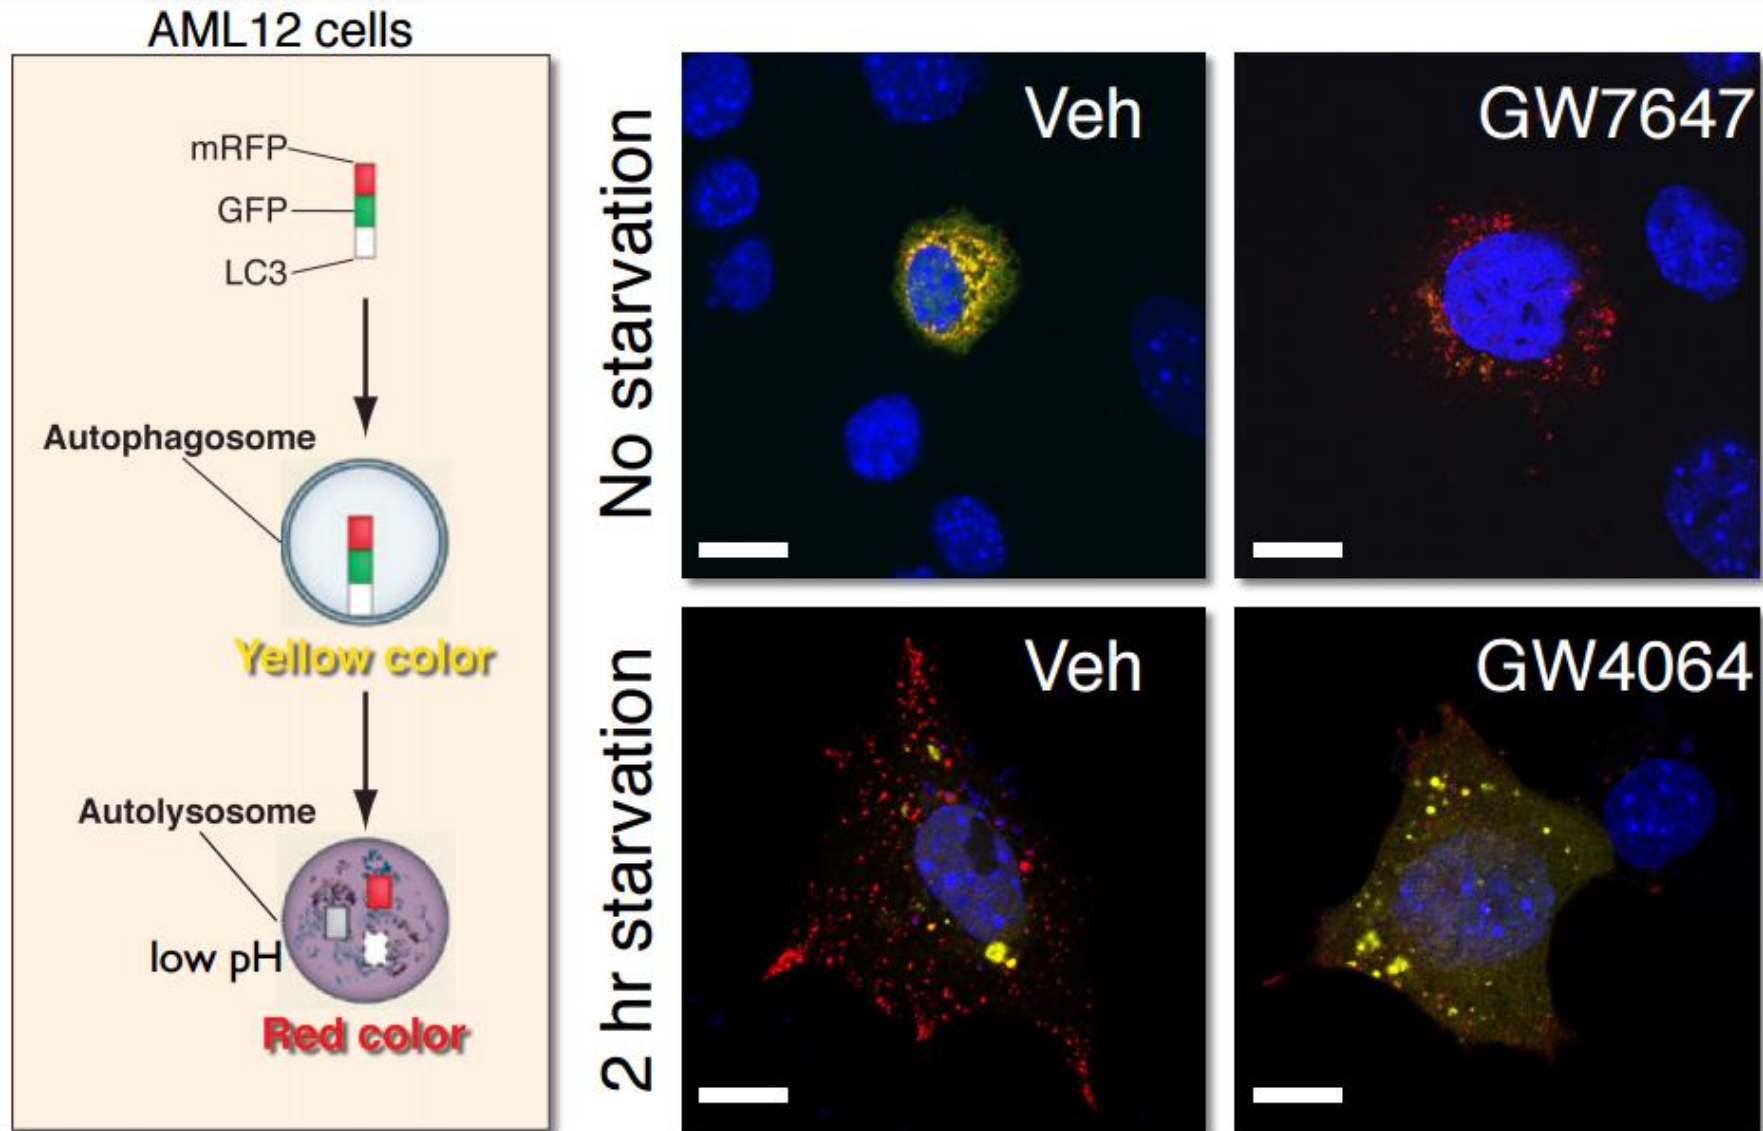 AML12 cells
mRFP
GFP
LC3
Autophagosome
Yellow color
Autolysosome
low pH
Red color
No starvation
Veh
GW7647
2 hr starvation
Veh
GW4064